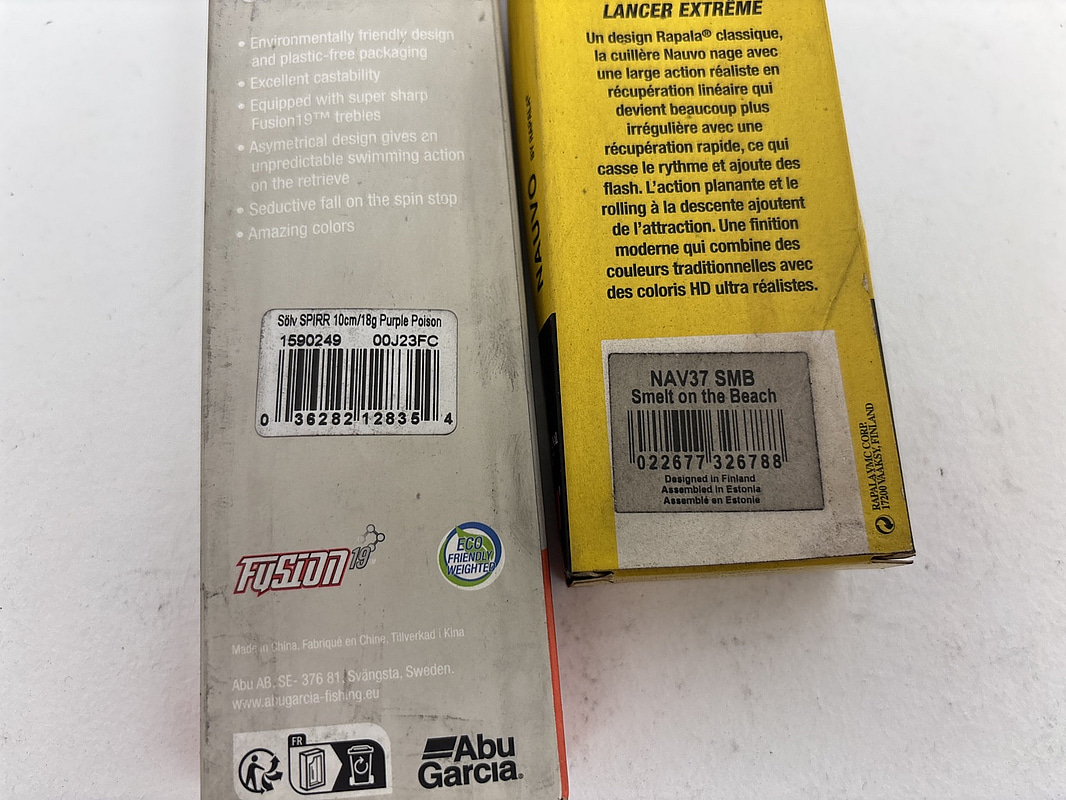 • Environmentally friendly design
and plastic-free packaging
• Excellent castability
• Equipped with super sharp
Fusion19™ trebles
• Asymetrical design gives an
unpredictable swimming action
on the retrieve
• Seductive fall on the spin stop
• Amazing colors
Sölv SPIRR 10cm/18g Purple Poison
1590249 00J23FC
0 36282 12835 4
Fusion 19
ECO
FRIENDLY
WEIGHTED
Made in China. Fabriqué en Chine. Tillverkad i Kina
Abu AB, SE- 376 81, Svängsta, Sweden.
www.abugarcia-fishing.eu
FR
Abu
Garcia®
NAUVO
LANCER EXTRÊME
Un design Rapala® classique,
la cuillère Nauvo nage avec
une large action réaliste en
récupération linéaire qui
devient beaucoup plus
irrégulière avec une
récupération rapide, ce qui
casse le rythme et ajoute des
flash. L'action planante et le
rolling à la descente ajoutent
de l'attraction. Une finition
moderne qui combine des
couleurs traditionnelles avec
des coloris HD ultra réalistes.
NAV37 SMB
Smelt on the Beach
022677 326788
Designed in Finland
Assembled in Estonia
Assemblé en Estonie
RAPALA VMC CORP.
17200 VÄÄKSY, FINLAND